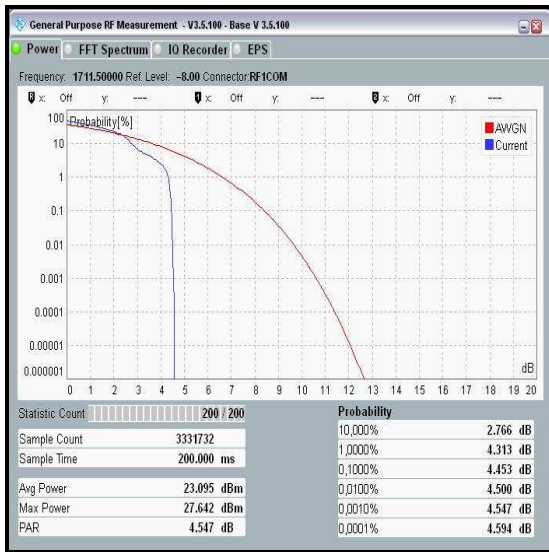 General Purpose RF Measurement - V3.5.100 - Base V 3.5.100
Power FFT Spectrum IQ Recorder EPS
Frequency: 1711.50000 Ref. Level: -8.00 Connector:RF1COM
x: Off y: --- 1 x: Off y: --- 2 x: Off y: ---
Probability[%]
AWGN
Current
100
10
1
0.1
0.01
0.001
0.0001
0.00001
0.000001
dB
0 1 2 3 4 5 6 7 8 9 10 11 12 13 14 15 16 17 18 19 20
Statistic Count 200 / 200
Sample Count 3331732
Sample Time 200.000 ms
Avg Power 23.095 dBm
Max Power 27.642 dBm
PAR 4.547 dB
Probability
10,000% 2.766 dB
1,0000% 4.313 dB
0,1000% 4.453 dB
0,0100% 4.500 dB
0,0010% 4.547 dB
0,0001% 4.594 dB